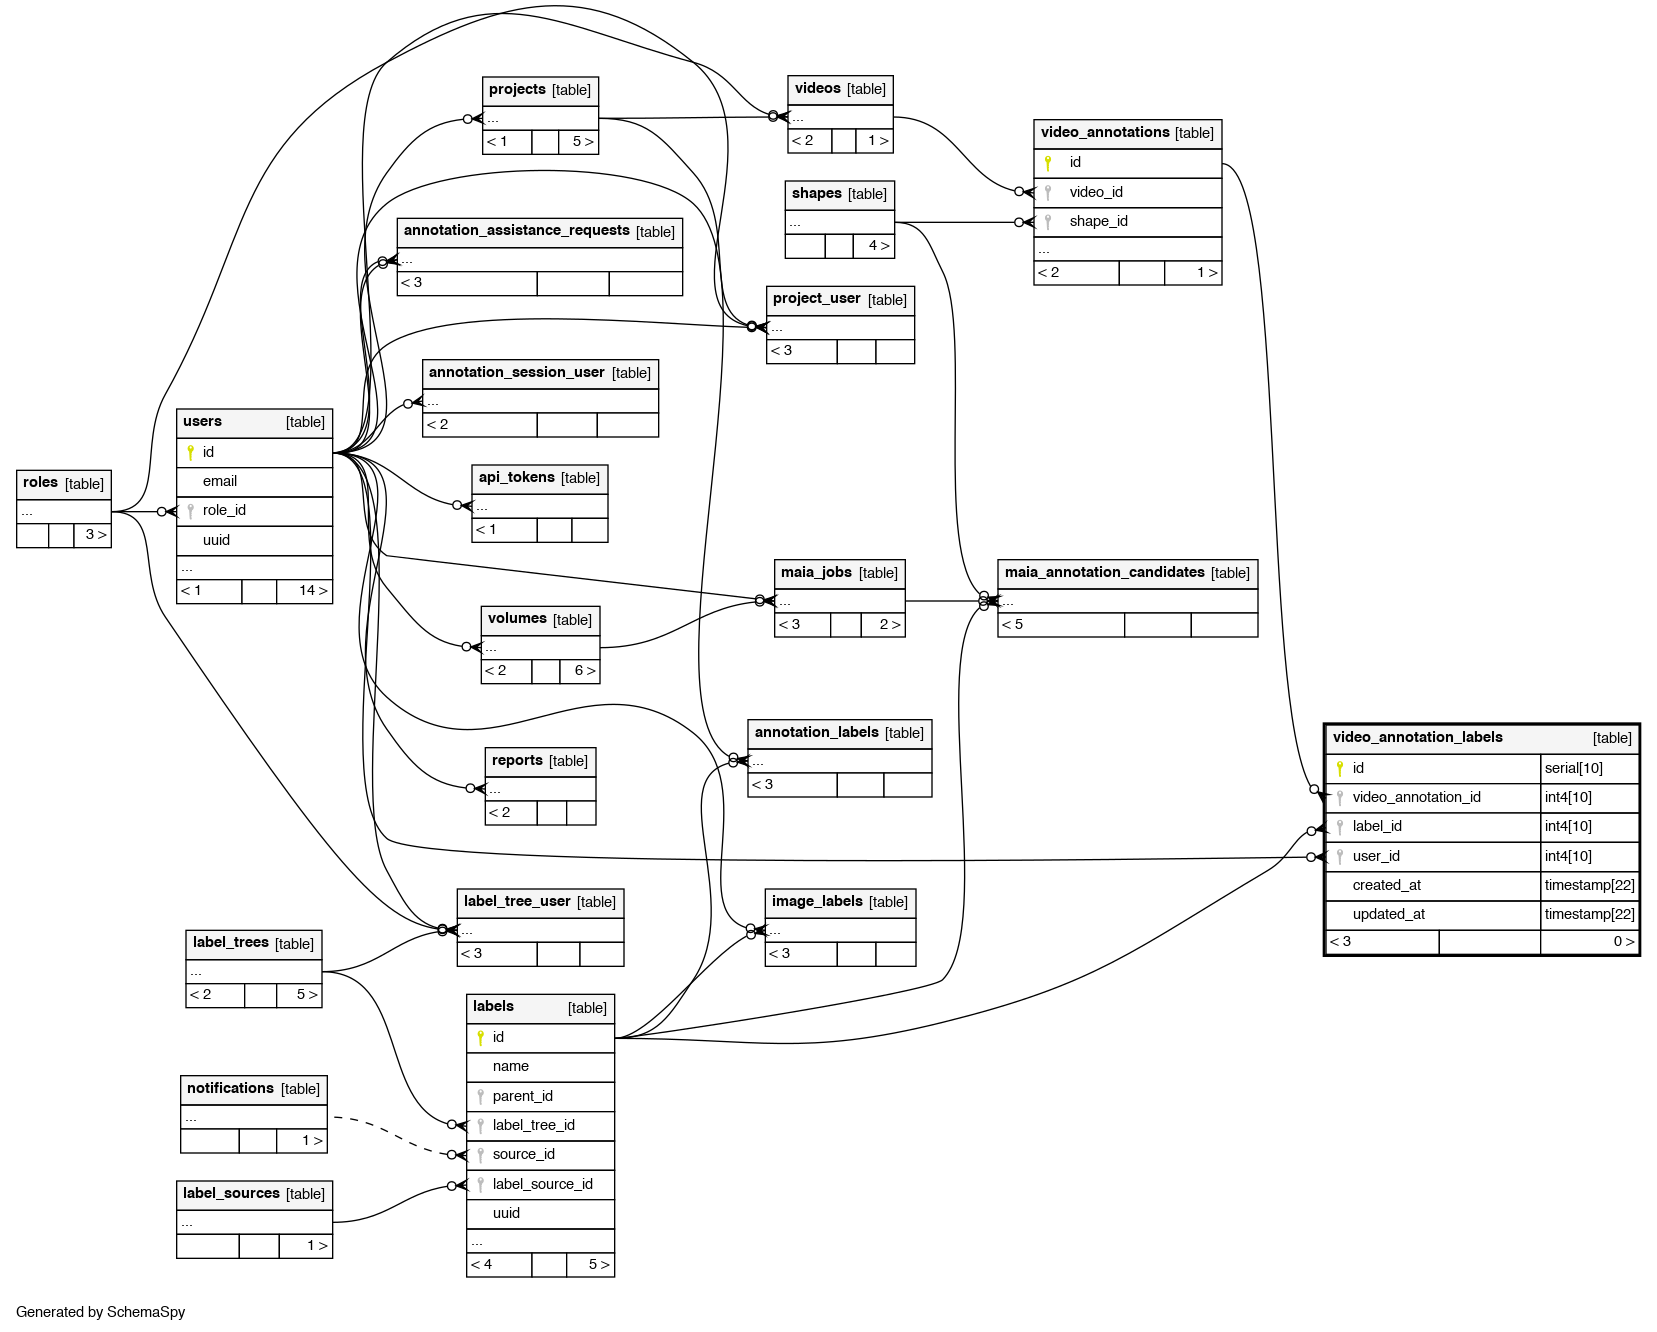 projects [table]
...
< 1 5 >
videos [table]
...
< 2 1 >
video_annotations [table]
id
video_id
shape_id
...
< 2 1 >
shapes [table]
...
4 >
annotation_assistance_requests [table]
...
< 3
project_user [table]
...
< 3
annotation_session_user [table]
...
< 2
users [table]
id
email
role_id
uuid
...
< 1 14 >
roles [table]
...
3 >
api_tokens [table]
...
< 1
maia_jobs [table]
...
< 3 2 >
maia_annotation_candidates [table]
...
< 5
volumes [table]
...
< 2 6 >
annotation_labels [table]
...
< 3
reports [table]
...
< 2
video_annotation_labels [table]
id serial[10]
video_annotation_id int4[10]
label_id int4[10]
user_id int4[10]
created_at timestamp[22]
updated_at timestamp[22]
< 3 0 >
label_tree_user [table]
...
< 3
image_labels [table]
...
< 3
label_trees [table]
...
< 2 5 >
labels [table]
id
name
parent_id
label_tree_id
source_id
label_source_id
uuid
...
< 4 5 >
notifications [table]
...
1 >
label_sources [table]
...
1 >
Generated by SchemaSpy